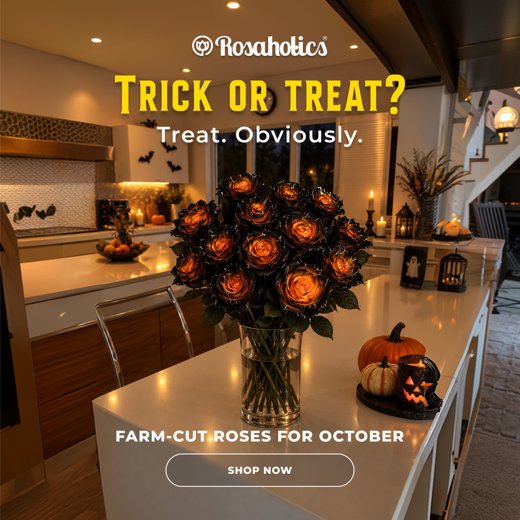 Rosaholics®
TRICK OR TREAT?
Treat. Obviously.
FARM-CUT ROSES FOR OCTOBER
SHOP NOW